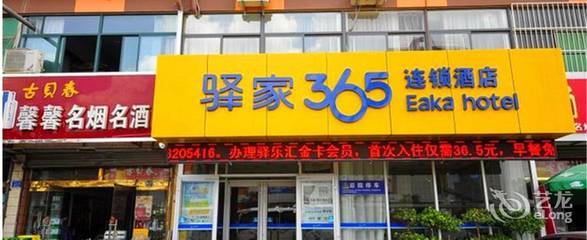 古贝春
馨馨名烟名酒
驿家365
连锁酒店
Eaka hotel
8205416。办理驿乐汇金卡会员,首次入住仅需36.5元,早餐免
艺龙
eLong